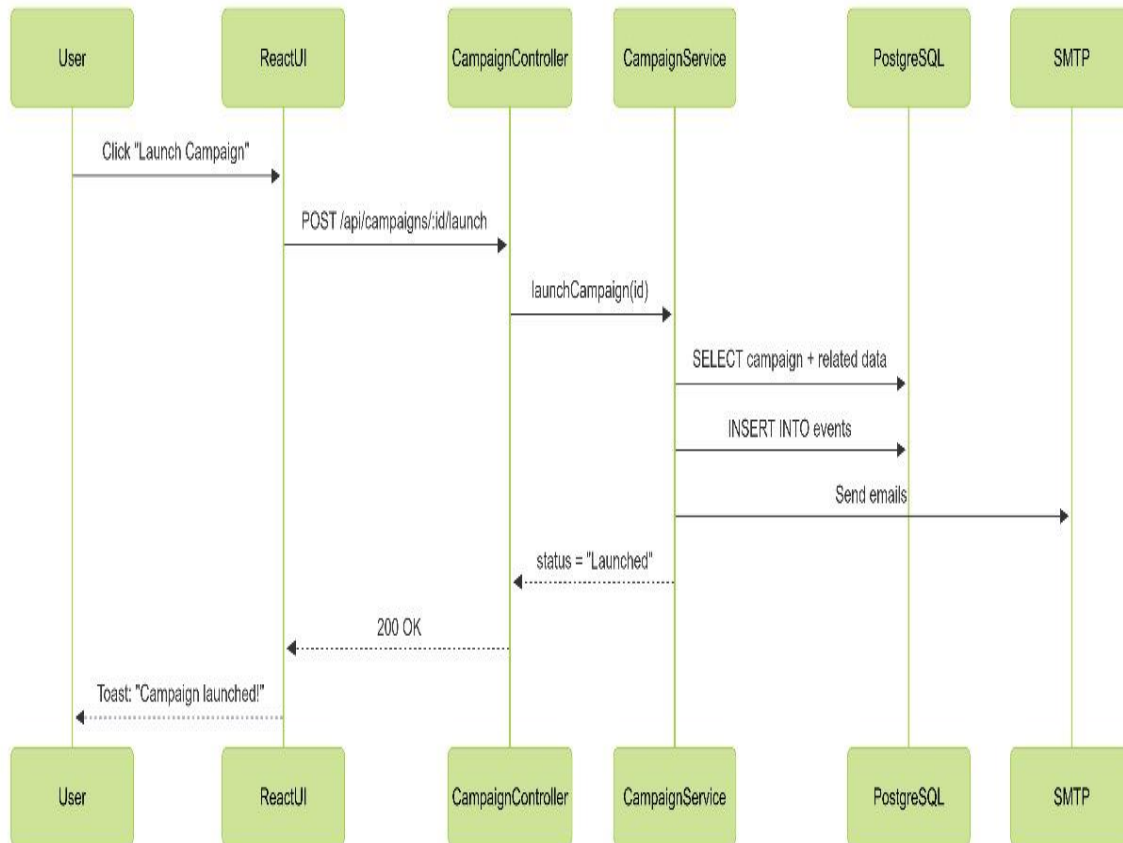 User
ReactUI
CampaignController
CampaignService
PostgreSQL
SMTP
Click "Launch Campaign"
POST /api/campaigns/:id/launch
launchCampaign(id)
SELECT campaign + related data
INSERT INTO events
Send emails
status = "Launched"
200 OK
Toast: "Campaign launched!"
User
ReactUI
CampaignController
CampaignService
PostgreSQL
SMTP